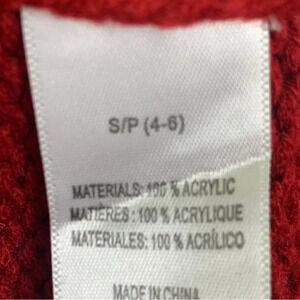 S/P (4-6)
MATERIALS: 100 % ACRYLIC
MATIÈRES : 100 % ACRYLIQUE
MATERIALES: 100 % ACRÍLICO
MADE IN CHINA